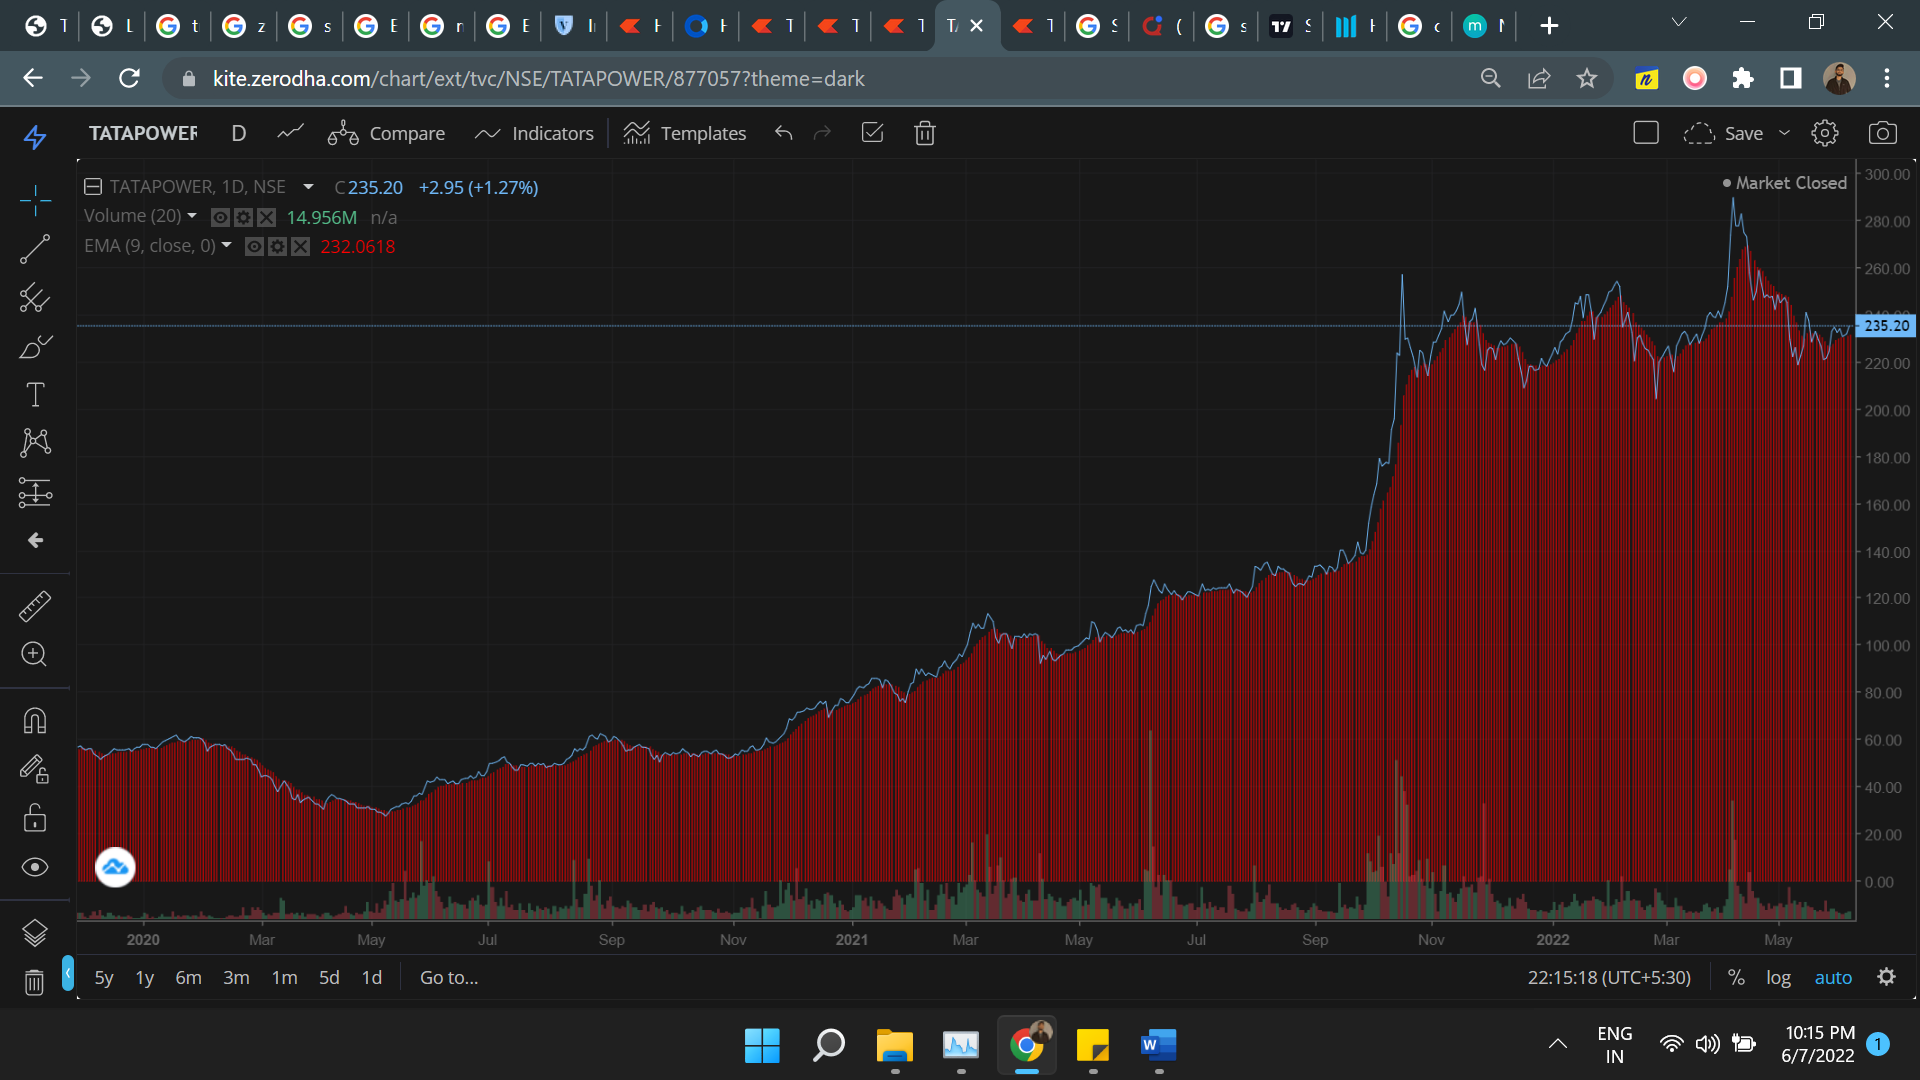 kite.zerodha.com/chart/ext/tvc/NSE/TATAPOWER/877057?theme=dark
TATAPOWER D Compare Indicators Templates Save
TATAPOWER, 1D, NSE C235.20 +2.95 (+1.27%)
Market Closed
Volume (20) 14.956M n/a
EMA (9, close, 0) 232.0618
300.00
280.00
260.00
235.20
220.00
200.00
180.00
160.00
140.00
120.00
100.00
80.00
60.00
40.00
20.00
0.00
2020 Mar May Jul Sep Nov 2021 Mar May Jul Sep Nov 2022 Mar May
5y 1y 6m 3m 1m 5d 1d Go to... 22:15:18 (UTC+5:30) % log auto
ENG
IN
10:15 PM
6/7/2022
1